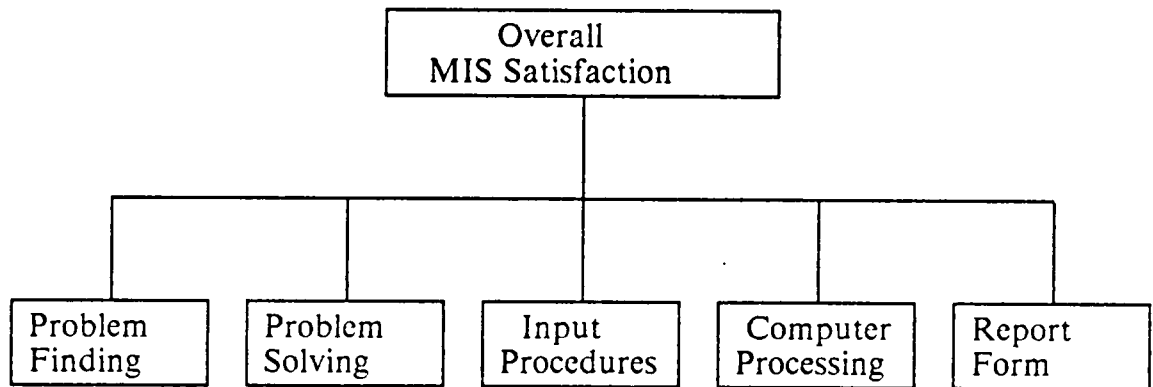 Overall
MIS Satisfaction
Problem
Finding
Problem
Solving
Input
Procedures
Computer
Processing
Report
Form